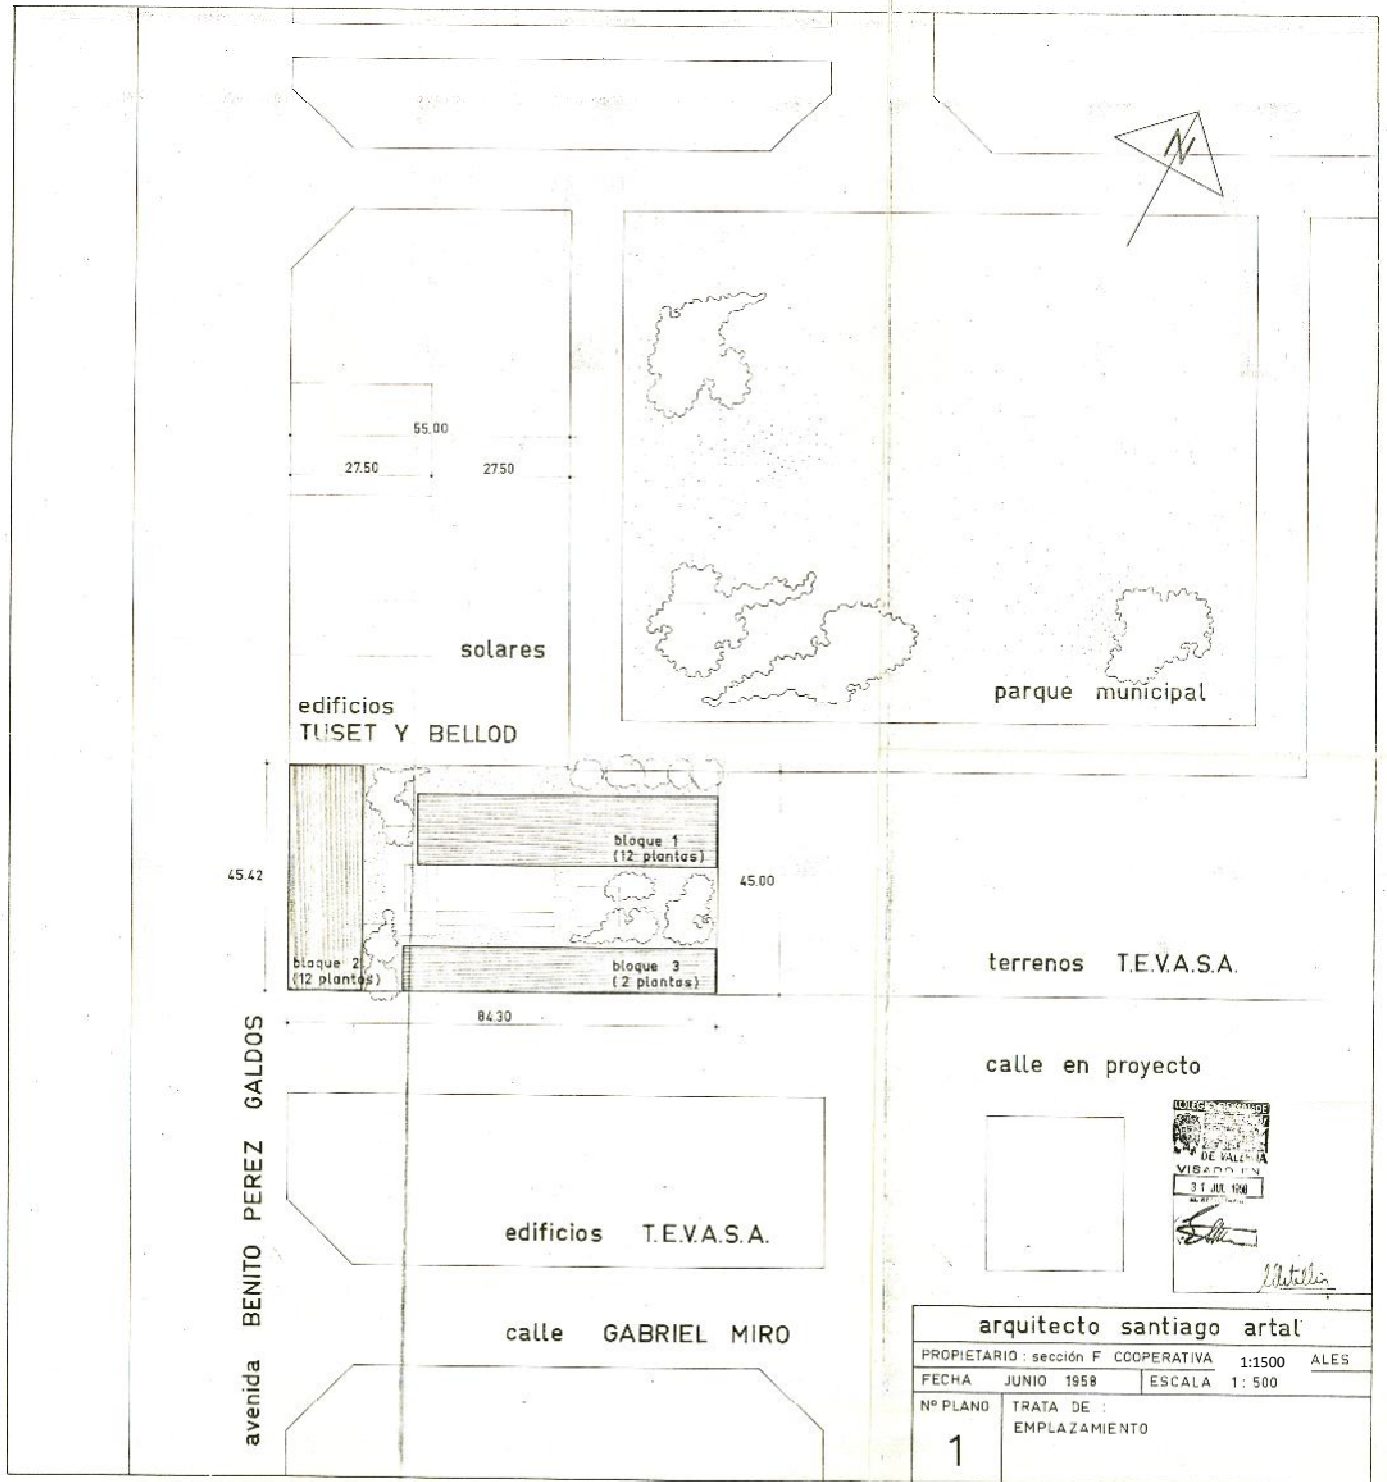 N
55.00
27.50
2750
solares
parque municipal
edificios
TUSET Y BELLOD
bloque 1
(12 plantas)
45.42
45.00
bloque 2
(12 plantas)
bloque 3
(2 plantas)
terrenos T.E.V.A.S.A.
84.30
calle en proyecto
avenida BENITO PEREZ GALDOS
DE VALENCIA
VISADO EN
31 JUL 1958
edificios T.E.V.A.S.A.
calle GABRIEL MIRO
arquitecto santiago artal
PROPIETARIO : sección F COOPERATIVA 1:1500 ALES
FECHA JUNIO 1958 ESCALA 1 : 500
Nº PLANO
1
TRATA DE :
EMPLAZAMIENTO